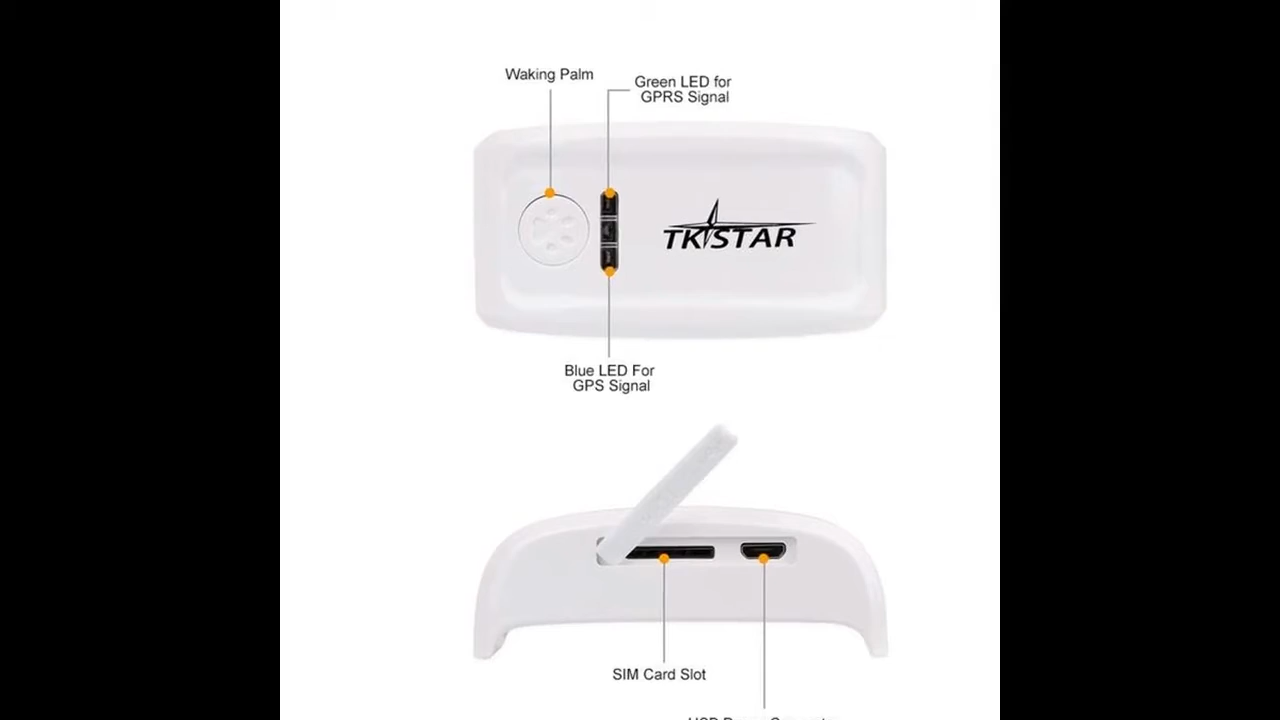 Waking Palm
Green LED for
GPRS Signal
TKSTAR
Blue LED For
GPS Signal
SIM Card Slot